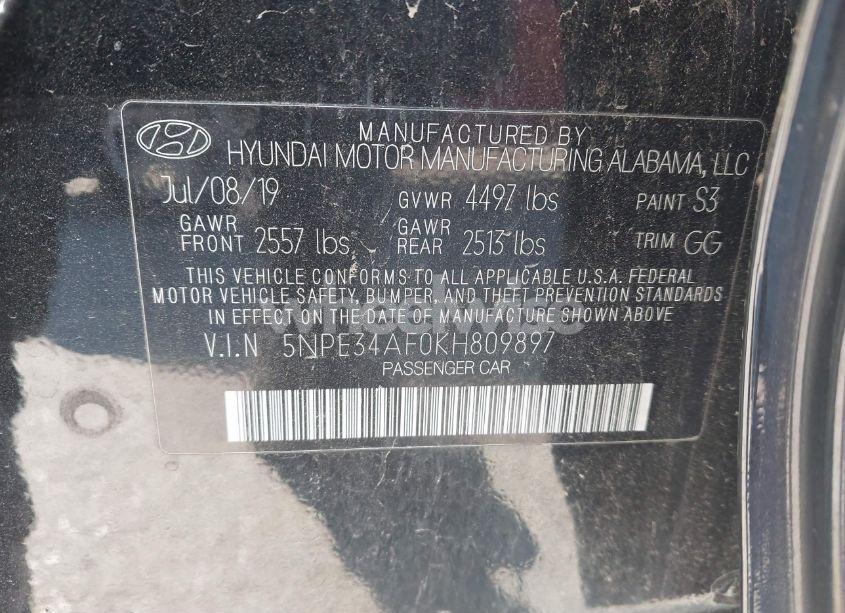 MANUFACTURED BY
HYUNDAI MOTOR MANUFACTURING ALABAMA, LLC
Jul/08/19 GVWR 4497 lbs PAINT S3
GAWR FRONT 2557 lbs GAWR REAR 2513 lbs TRIM GG
THIS VEHICLE CONFORMS TO ALL APPLICABLE U.S.A. FEDERAL
MOTOR VEHICLE SAFETY, BUMPER, AND THEFT PREVENTION STANDARDS
IN EFFECT ON THE DATE OF MANUFACTURE SHOWN ABOVE
wheelwise
V.I.N 5NPE34AF0KH809897
PASSENGER CAR